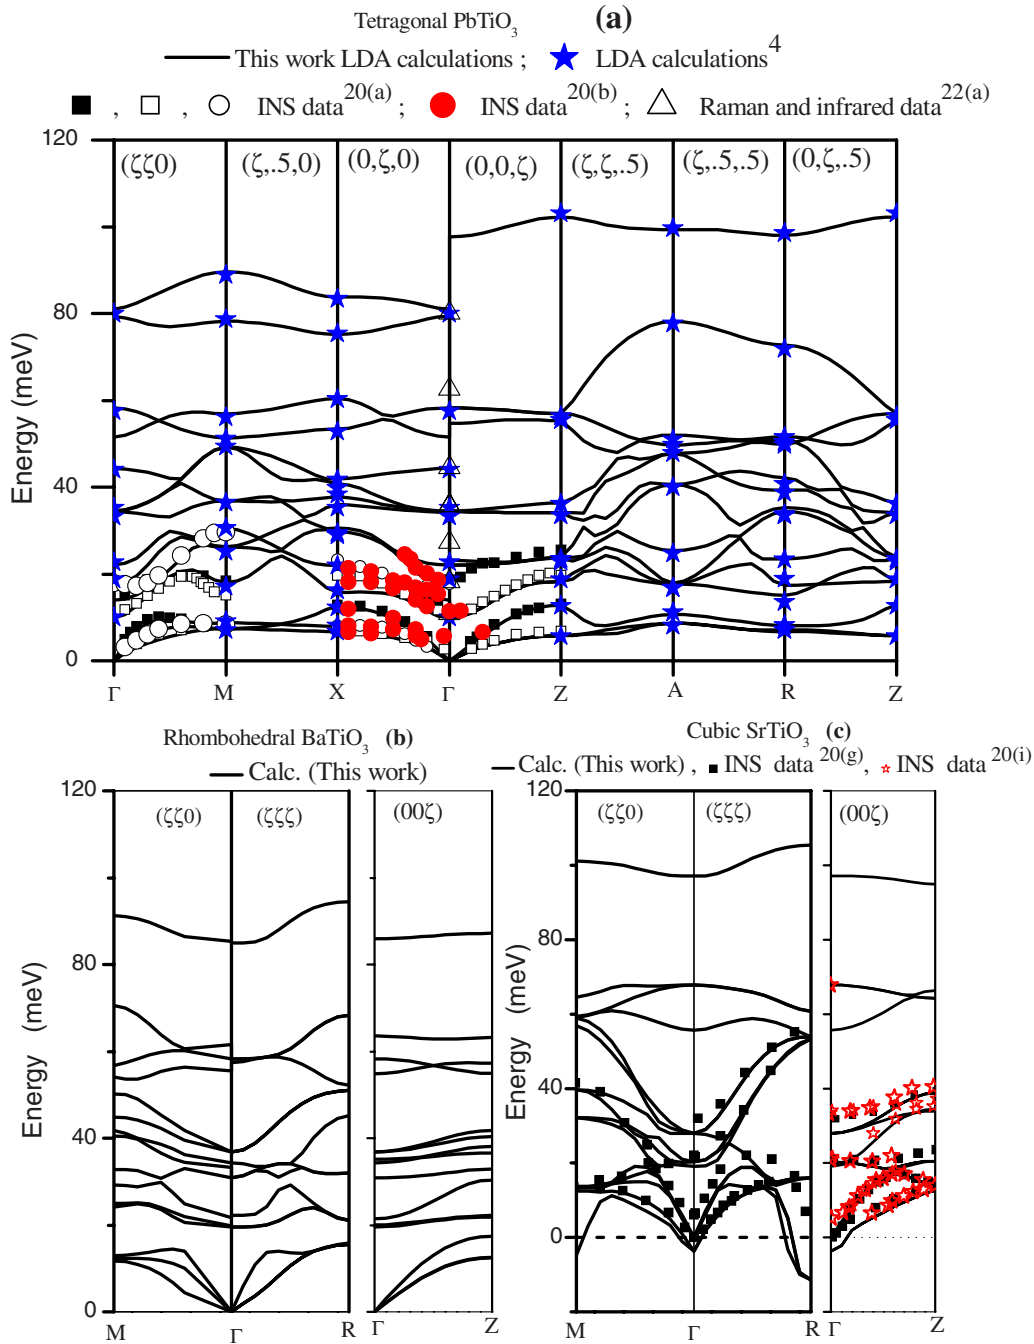 Tetragonal PbTiO3 (a)
This work LDA calculations ; LDA calculations4
, , INS data20(a) ; INS data20(b) ; Raman and infrared data22(a)
120
(ζζ0) (ζ,.5,0) (0,ζ,0) (0,0,ζ) (ζ,ζ,.5) (ζ,.5,.5) (0,ζ,.5)
80
Energy (meV)
40
0
Γ M X Γ Z A R Z
Rhombohedral BaTiO3 (b)
Calc. (This work)
120
(ζζ0) (ζζζ) (00ζ)
80
Energy (meV)
40
0
M Γ R Γ Z
Cubic SrTiO3 (c)
Calc. (This work) , INS data20(g), INS data20(i)
120
(ζζ0) (ζζζ) (00ζ)
80
Energy (meV)
40
0
M Γ R Γ Z